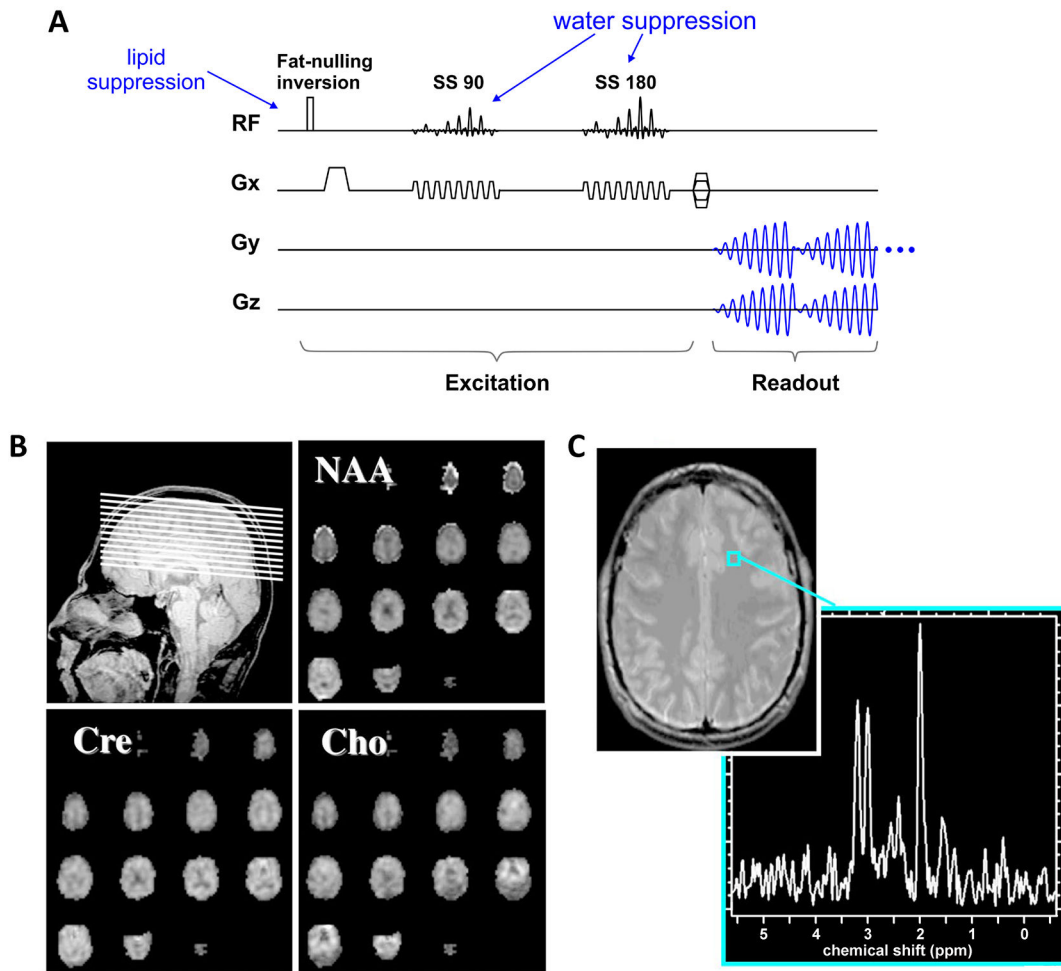 A
lipid
suppression
Fat-nulling
inversion
water suppression
SS 90
SS 180
RF
Gx
Gy
Gz
Excitation
Readout
B
NAA
Cre
Cho
C
5 4 3 2 1 0
chemical shift (ppm)